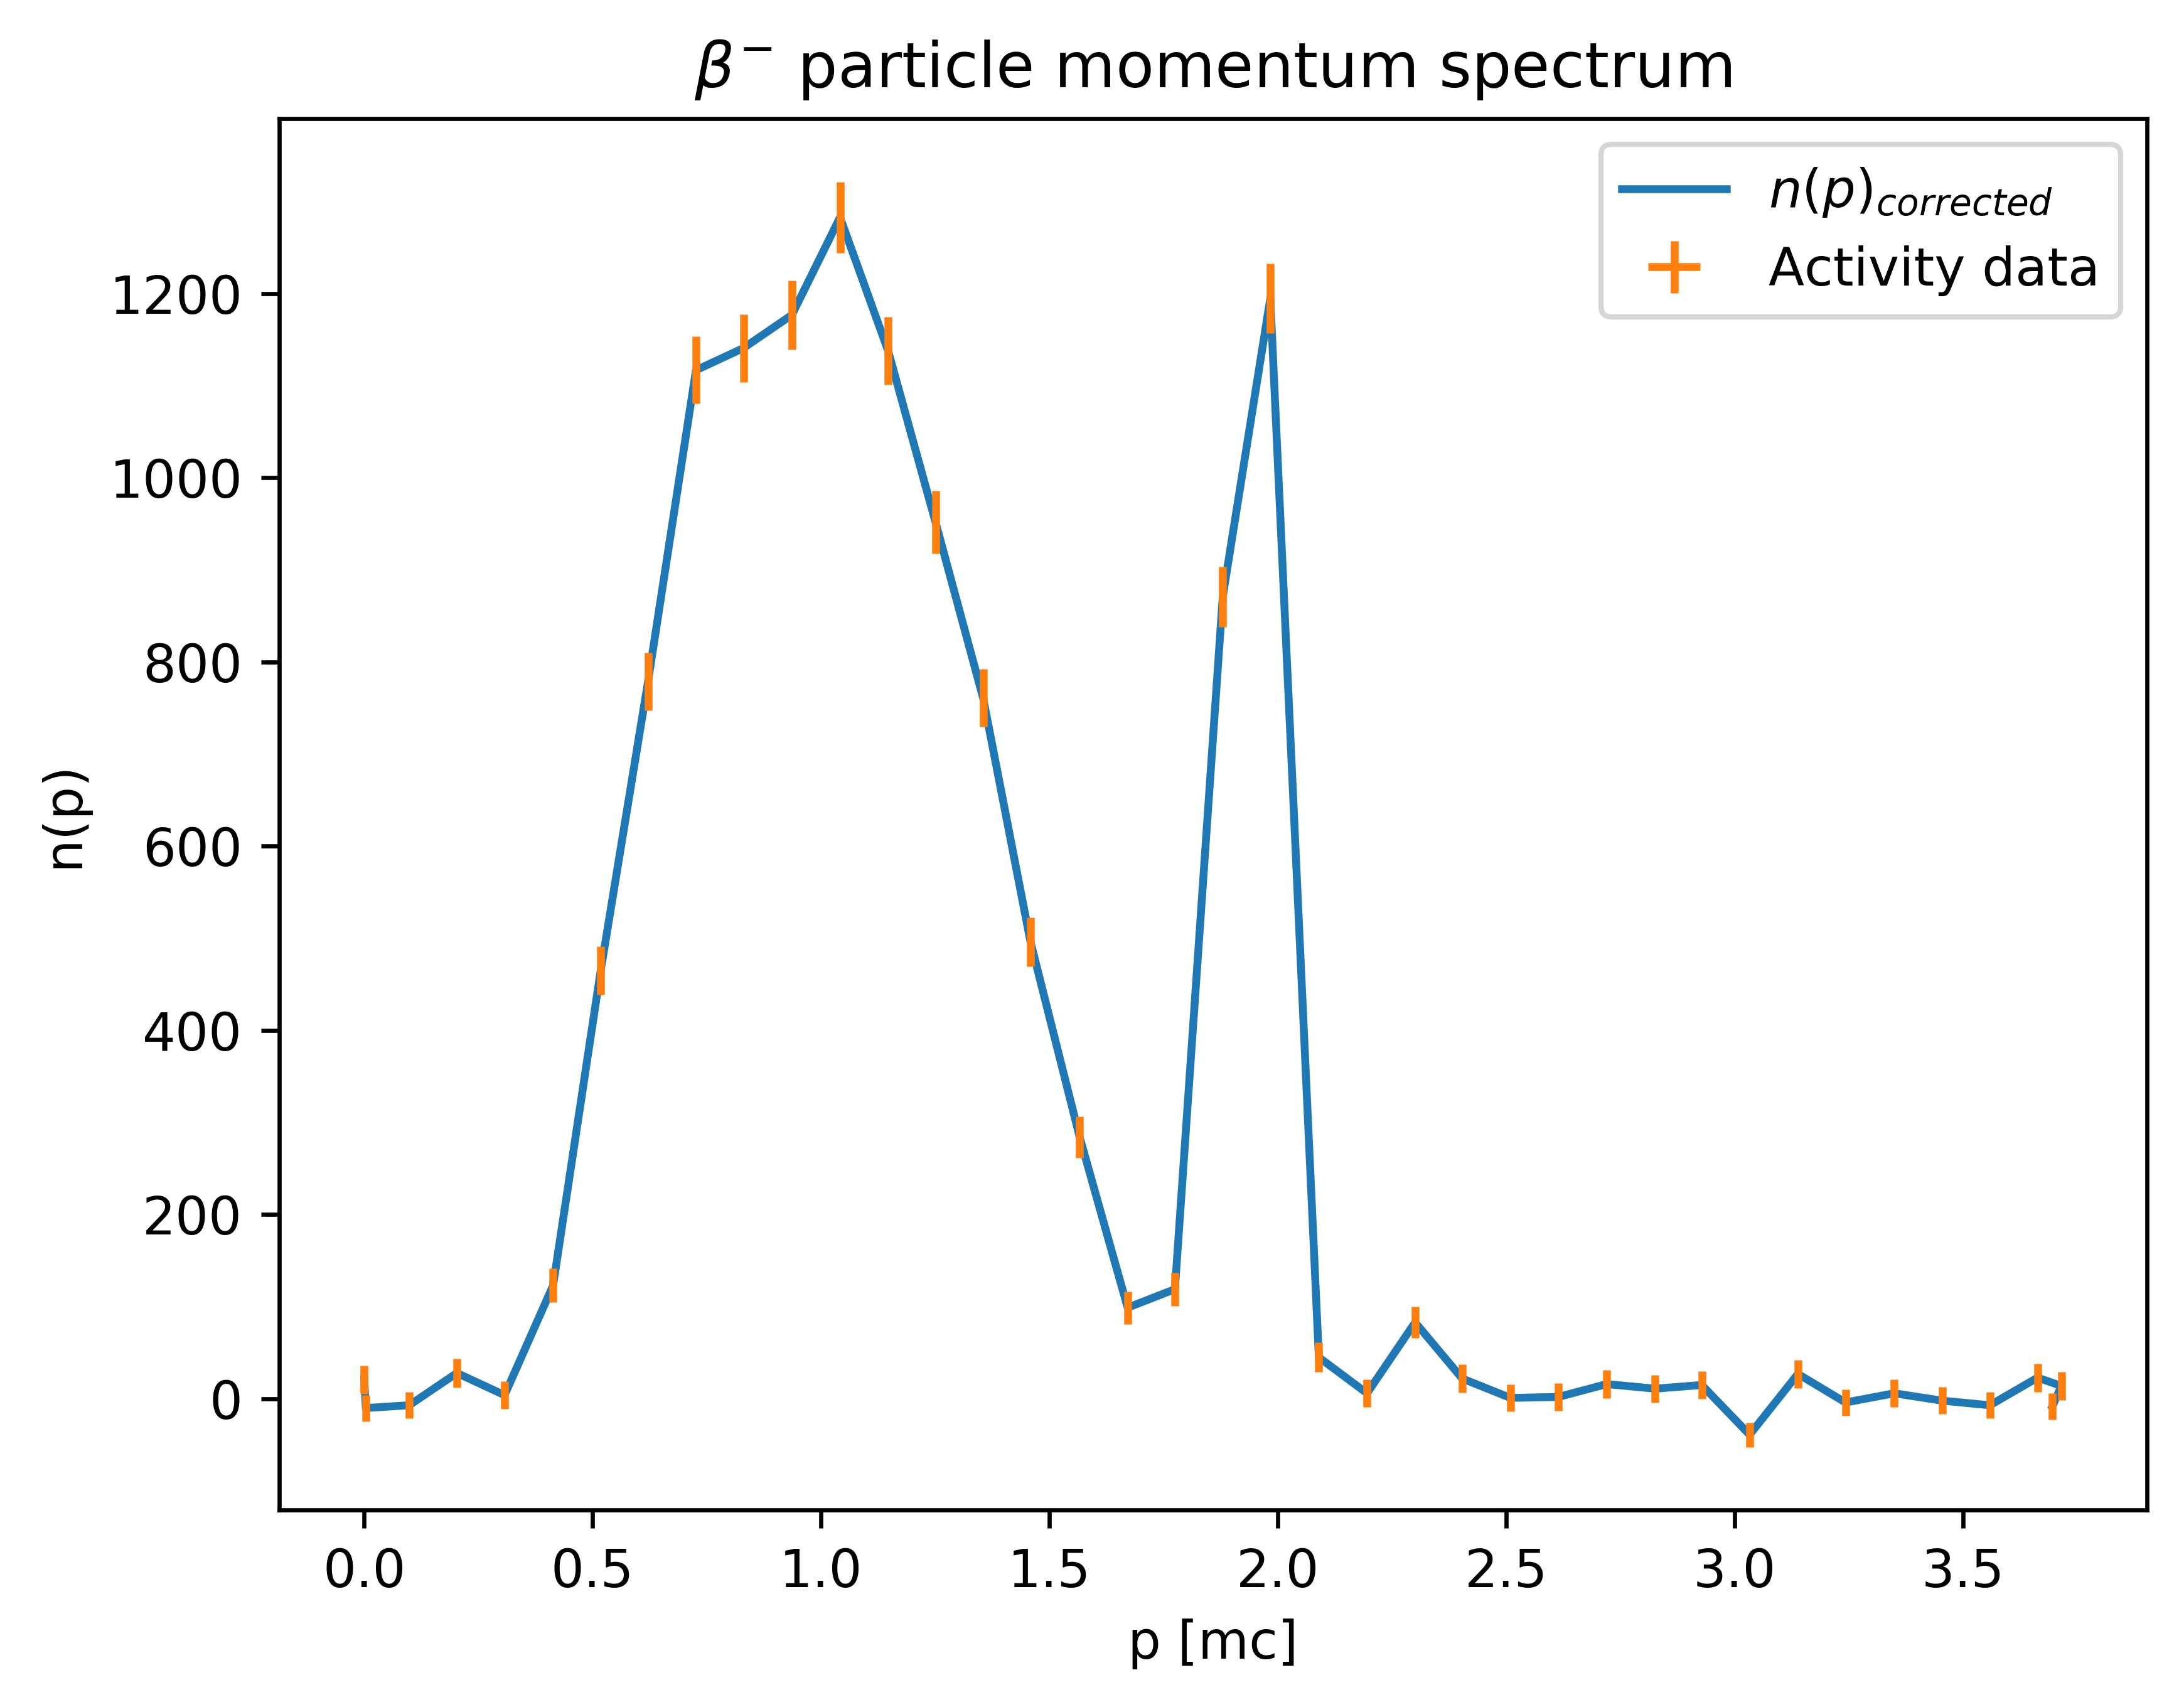 β⁻ particle momentum spectrum
n(p)corrected
Activity data
1200
1000
800
600
400
200
0
n(p)
0.0 0.5 1.0 1.5 2.0 2.5 3.0 3.5
p [mc]